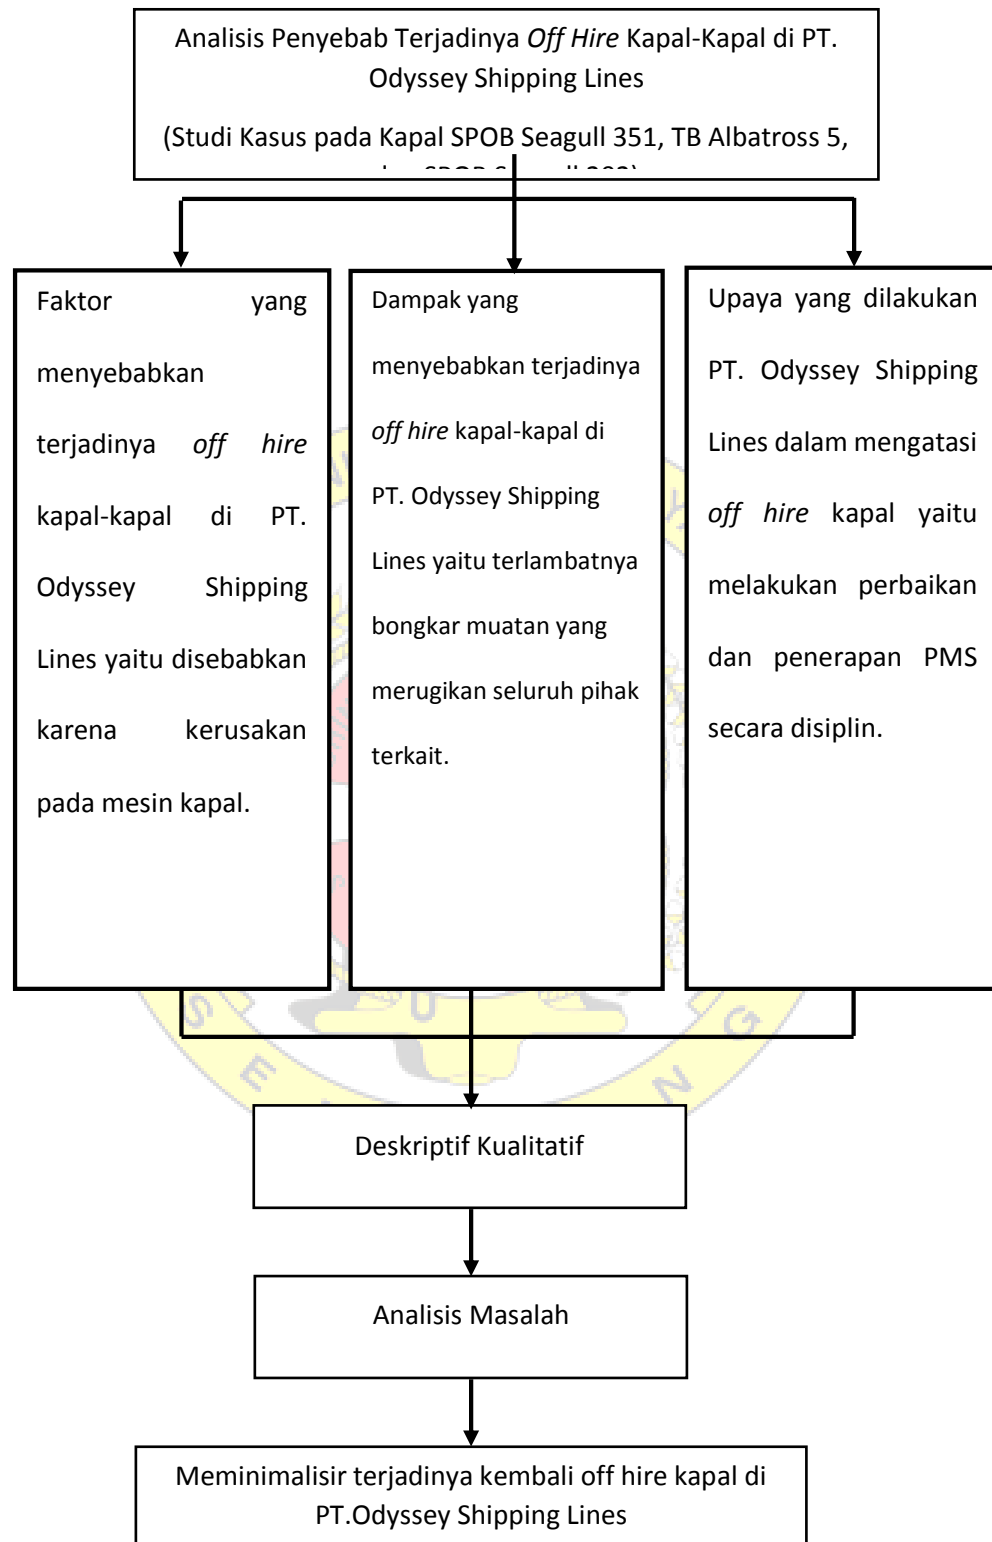 Analisis Penyebab Terjadinya Off Hire Kapal-Kapal di PT.
Odyssey Shipping Lines
(Studi Kasus pada Kapal SPOB Seagull 351, TB Albatross 5,
Faktor yang
menyebabkan
terjadinya off hire
kapal-kapal di PT.
Odyssey Shipping
Lines yaitu disebabkan
karena kerusakan
pada mesin kapal.
Dampak yang
menyebabkan terjadinya
off hire kapal-kapal di
PT. Odyssey Shipping
Lines yaitu terlambatnya
bongkar muatan yang
merugikan seluruh pihak
terkait.
Upaya yang dilakukan
PT. Odyssey Shipping
Lines dalam mengatasi
off hire kapal yaitu
melakukan perbaikan
dan penerapan PMS
secara disiplin.
Deskriptif Kualitatif
Analisis Masalah
Meminimalisir terjadinya kembali off hire kapal di
PT.Odyssey Shipping Lines